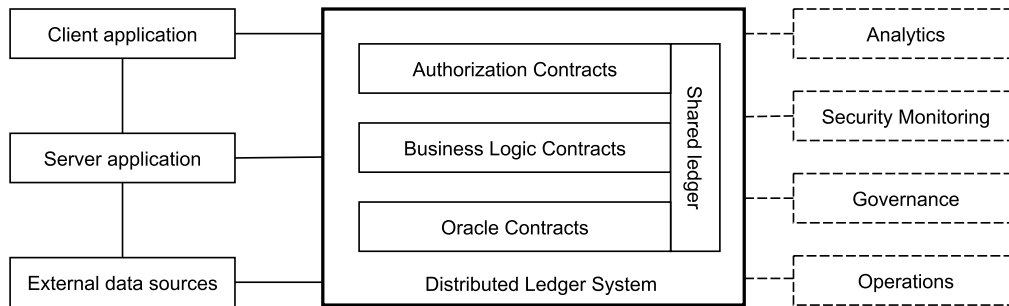 Client application
Server application
External data sources
Authorization Contracts
Business Logic Contracts
Oracle Contracts
Shared ledger
Distributed Ledger System
Analytics
Security Monitoring
Governance
Operations